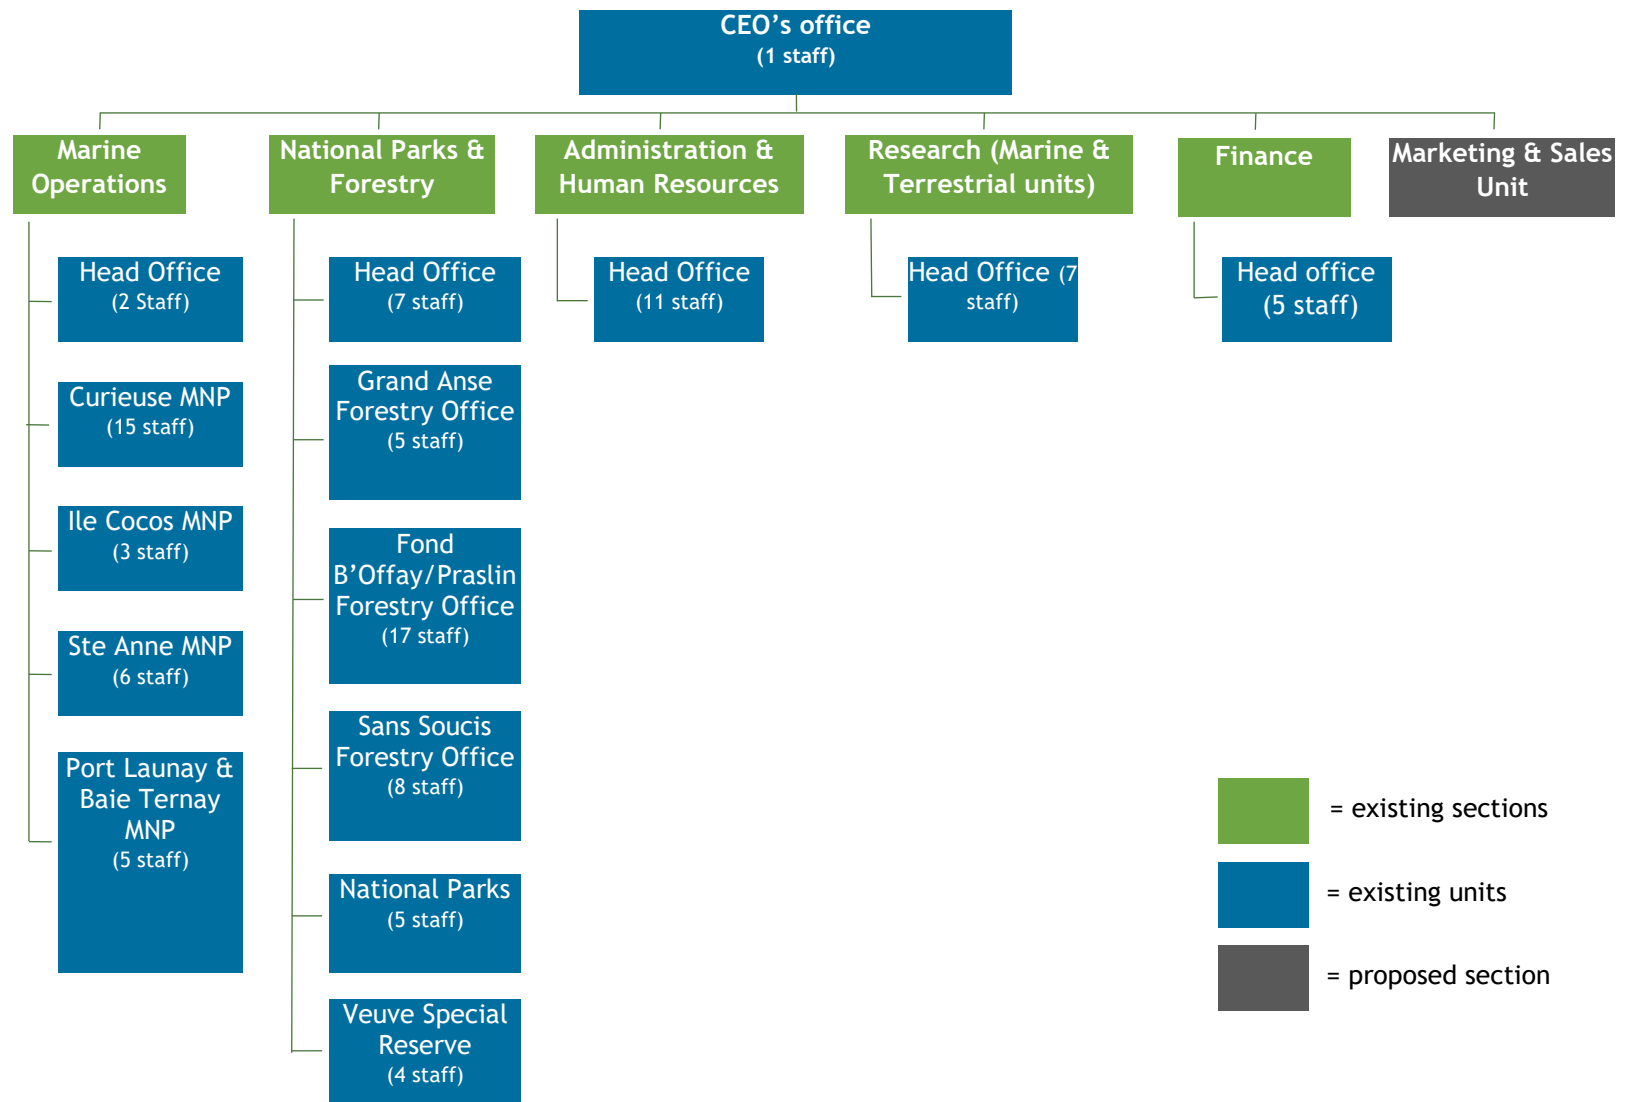 CEO’s office
(1 staff)
Marine
Operations
National Parks &
Forestry
Administration &
Human Resources
Research (Marine &
Terrestrial units)
Finance
Marketing & Sales
Unit
Head Office
(2 Staff)
Curieuse MNP
(15 staff)
Ile Cocos MNP
(3 staff)
Ste Anne MNP
(6 staff)
Port Launay &
Baie Ternay
MNP
(5 staff)
Head Office
(7 staff)
Grand Anse
Forestry Office
(5 staff)
Fond
B’Offay/Praslin
Forestry Office
(17 staff)
Sans Soucis
Forestry Office
(8 staff)
National Parks
(5 staff)
Veuve Special
Reserve
(4 staff)
Head Office
(11 staff)
Head Office (7
staff)
Head office
(5 staff)
= existing sections
= existing units
= proposed section